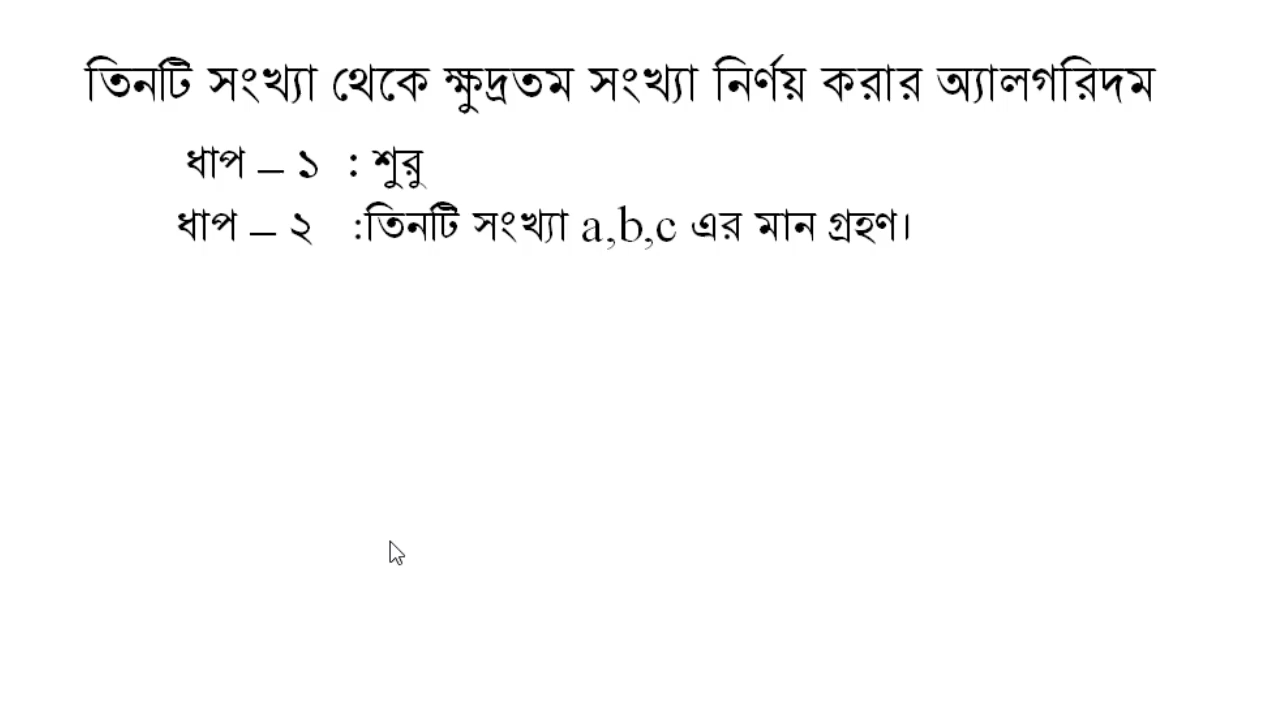 তিনটি সংখ্যা থেকে ক্ষুদ্রতম সংখ্যা নির্ণয় করার অ্যালগরিদম
ধাপ – ১ : শুরু
ধাপ – ২ :তিনটি সংখ্যা a,b,c এর মান গ্রহণ।